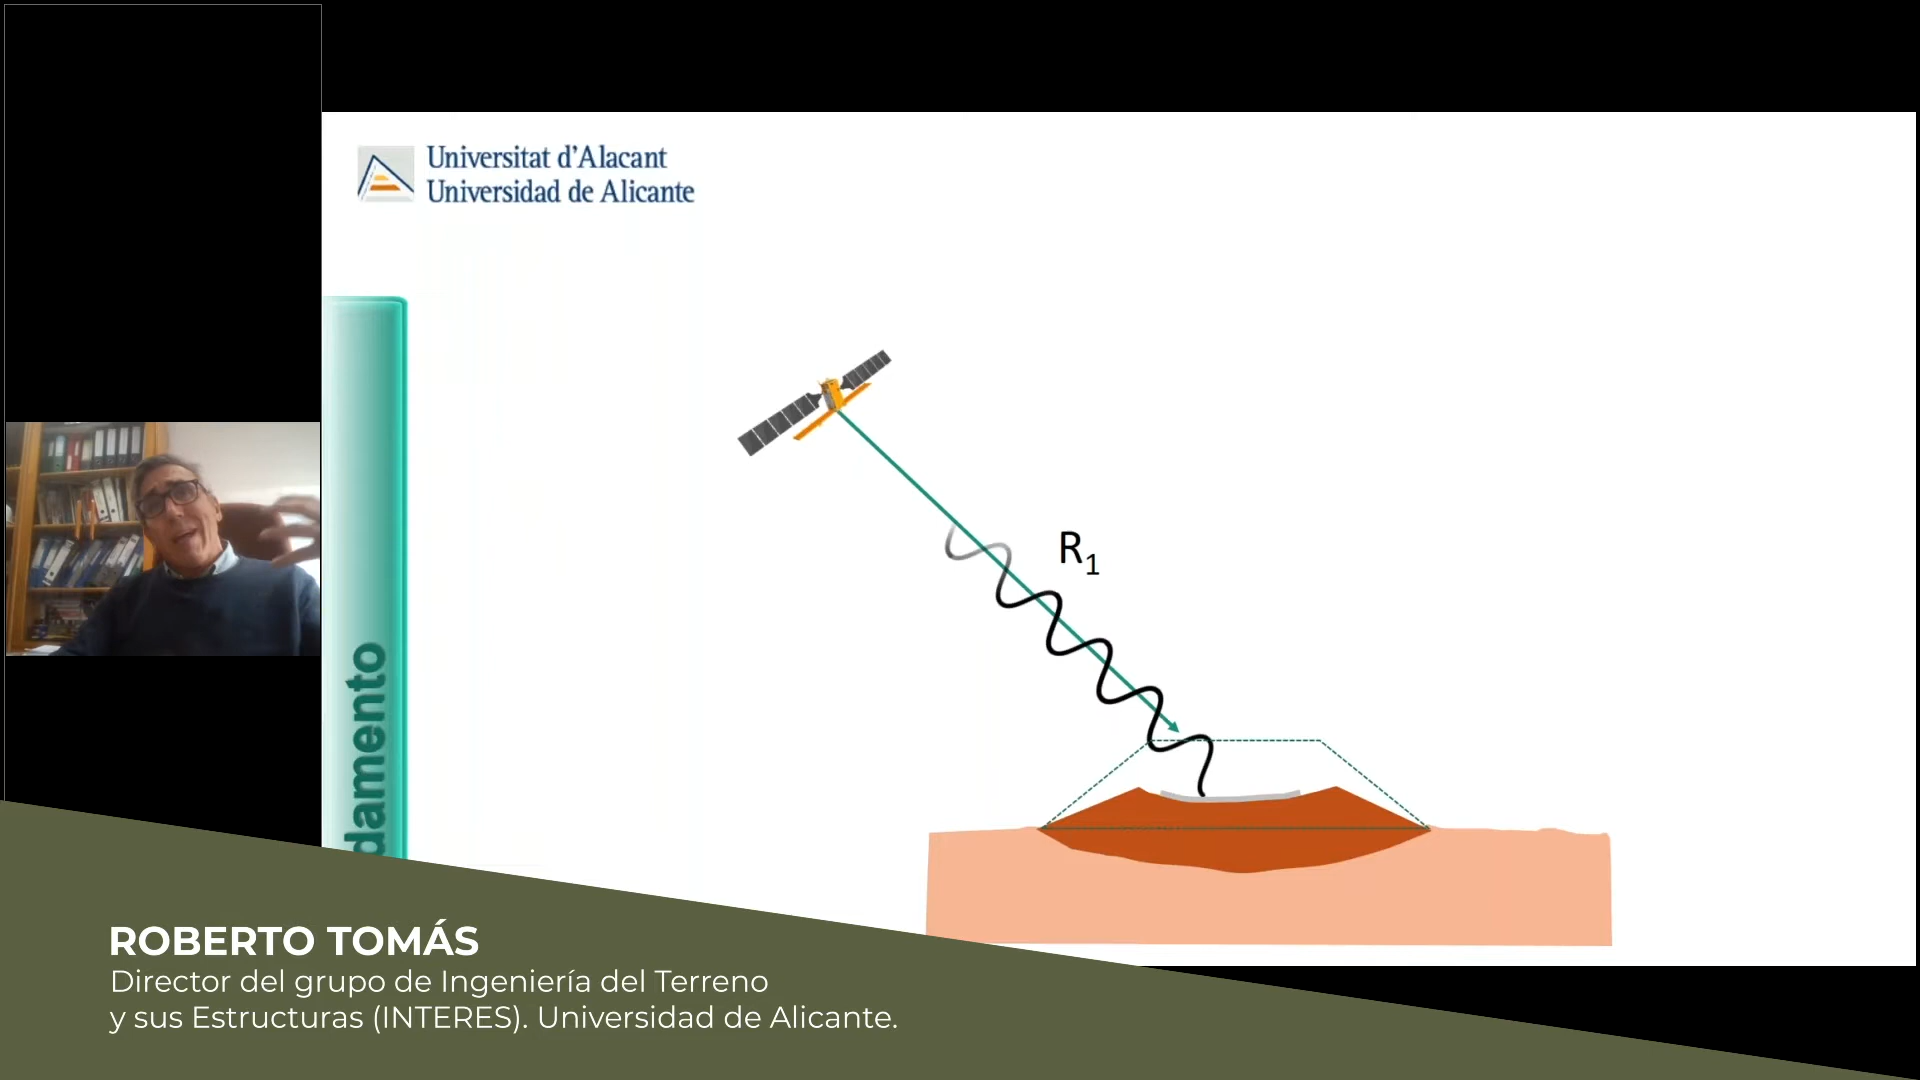 Universitat d'Alacant
Universidad de Alicante
R1
damento
ROBERTO TOMÁS
Director del grupo de Ingeniería del Terreno
y sus Estructuras (INTERES). Universidad de Alicante.